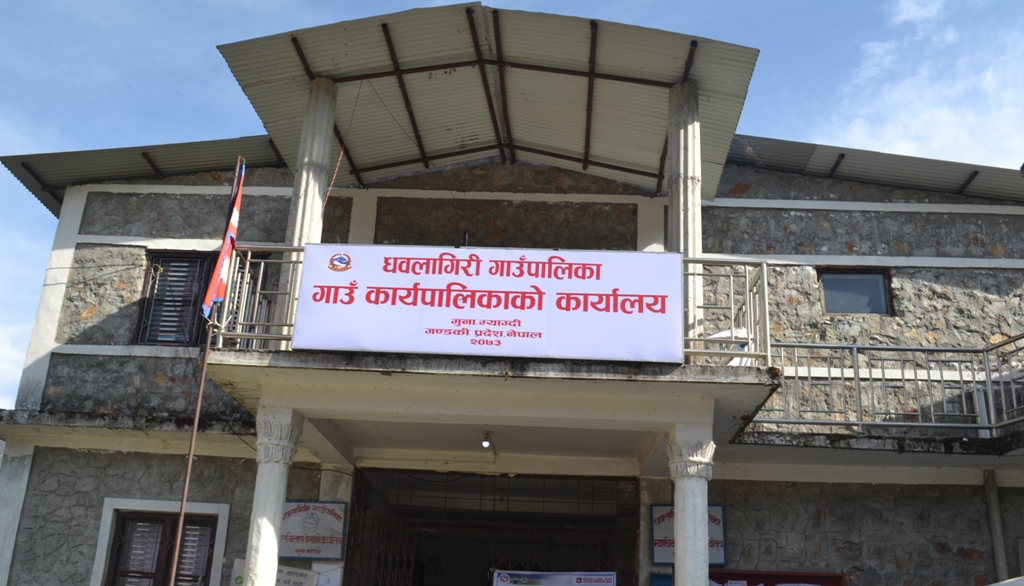 धवलागिरी गाउँपालिका
गाउँ कार्यपालिकाको कार्यालय
मुना,म्याग्दी
गण्डकी प्रदेश,नेपाल
२०७३